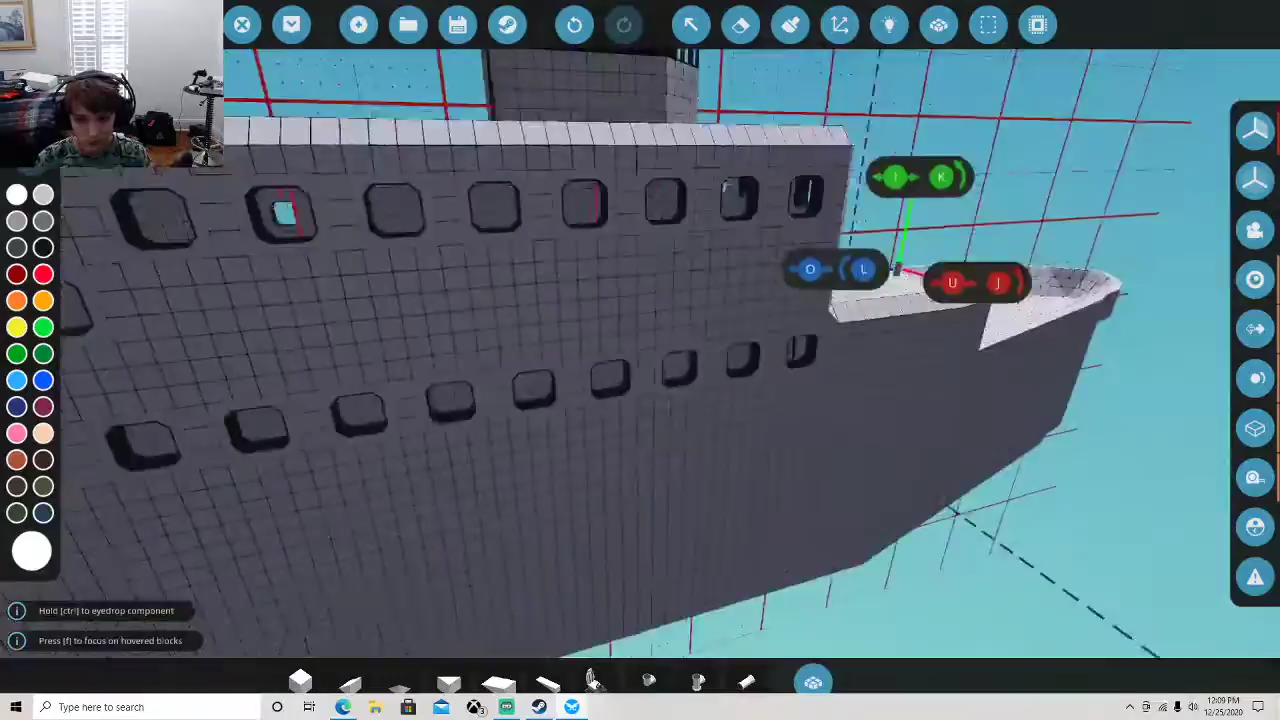 I K
O L
U J
Hold [ctrl] to eyedrop component
Press [f] to focus on hovered blocks
Type here to search
12:09 PM
12/25/2020